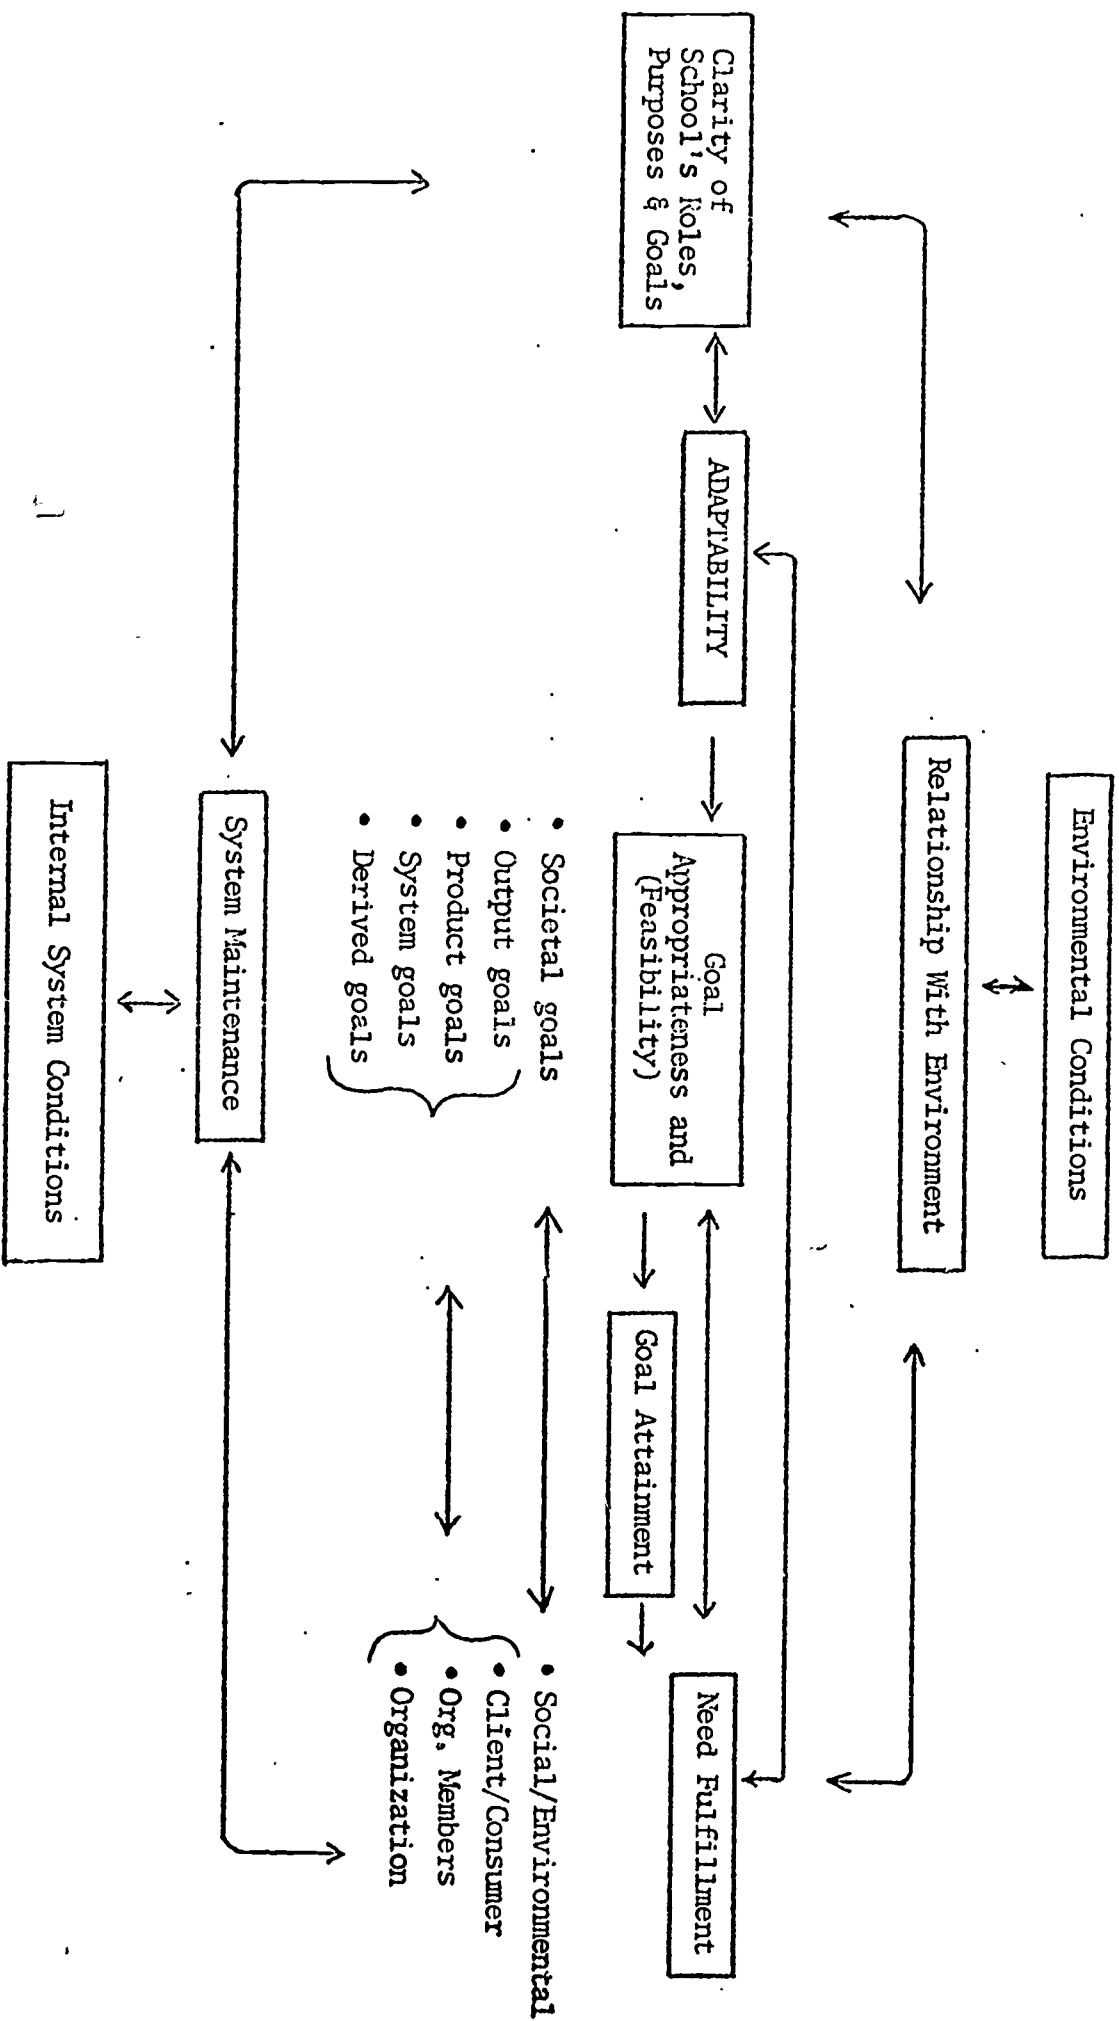 Environmental Conditions
Relationship With Environment
Clarity of
School's Roles,
Purposes & Goals
ADAPTABILITY
Goal
Appropriateness and
(Feasibility)
Goal Attainment
Need Fulfillment
• Societal goals
• Output goals
• Product goals
• System goals
• Derived goals
• Social/Environmental
• Client/Consumer
• Org. Members
• Organization
System Maintenance
Internal System Conditions